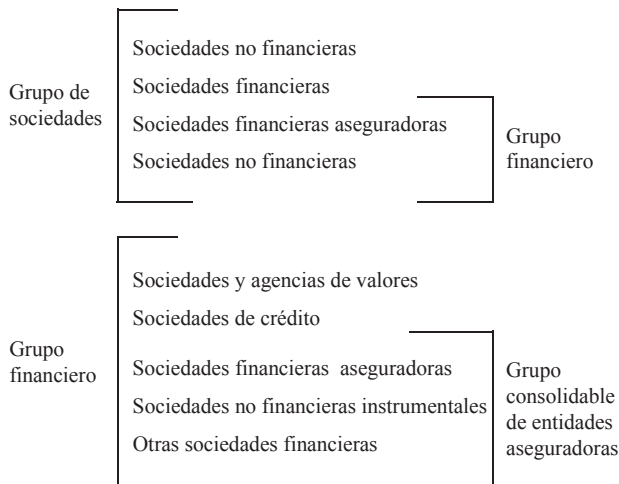 Grupo de
sociedades
Sociedades no financieras
Sociedades financieras
Sociedades financieras aseguradoras
Sociedades no financieras
Grupo
financiero
Grupo
financiero
Sociedades y agencias de valores
Sociedades de crédito
Sociedades financieras aseguradoras
Sociedades no financieras instrumentales
Otras sociedades financieras
Grupo
consolidable
de entidades
aseguradoras